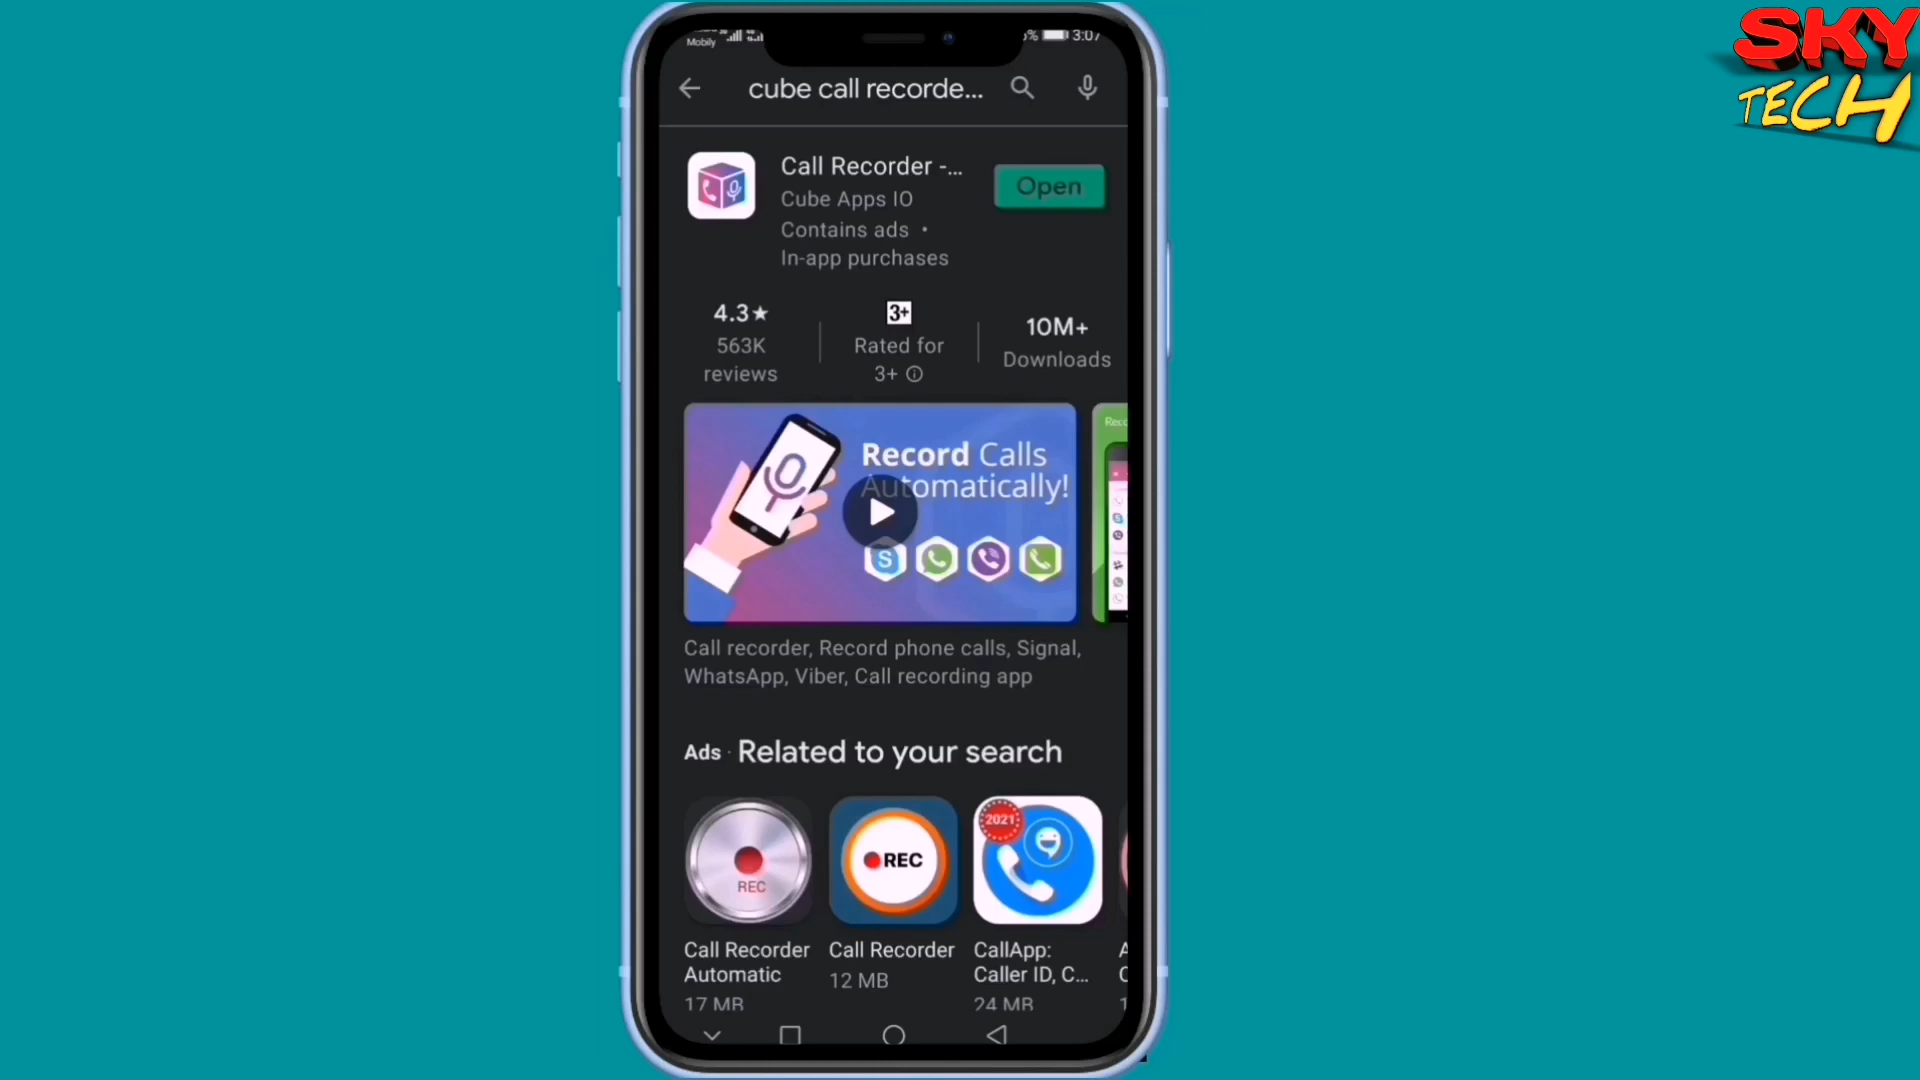 SKY
TECH
Mobily
3:07
cube call recorde...
Call Recorder -...
Open
Cube Apps IO
Contains ads •
In-app purchases
4.3★
563K
reviews
3+
Rated for
3+
10M+
Downloads
Record Calls
Automatically!
S
Call recorder, Record phone calls, Signal,
WhatsApp, Viber, Call recording app
Ads · Related to your search
REC
REC
2021
Call Recorder
Automatic
17 MB
Call Recorder
12 MB
CallApp:
Caller ID, C...
24 MB